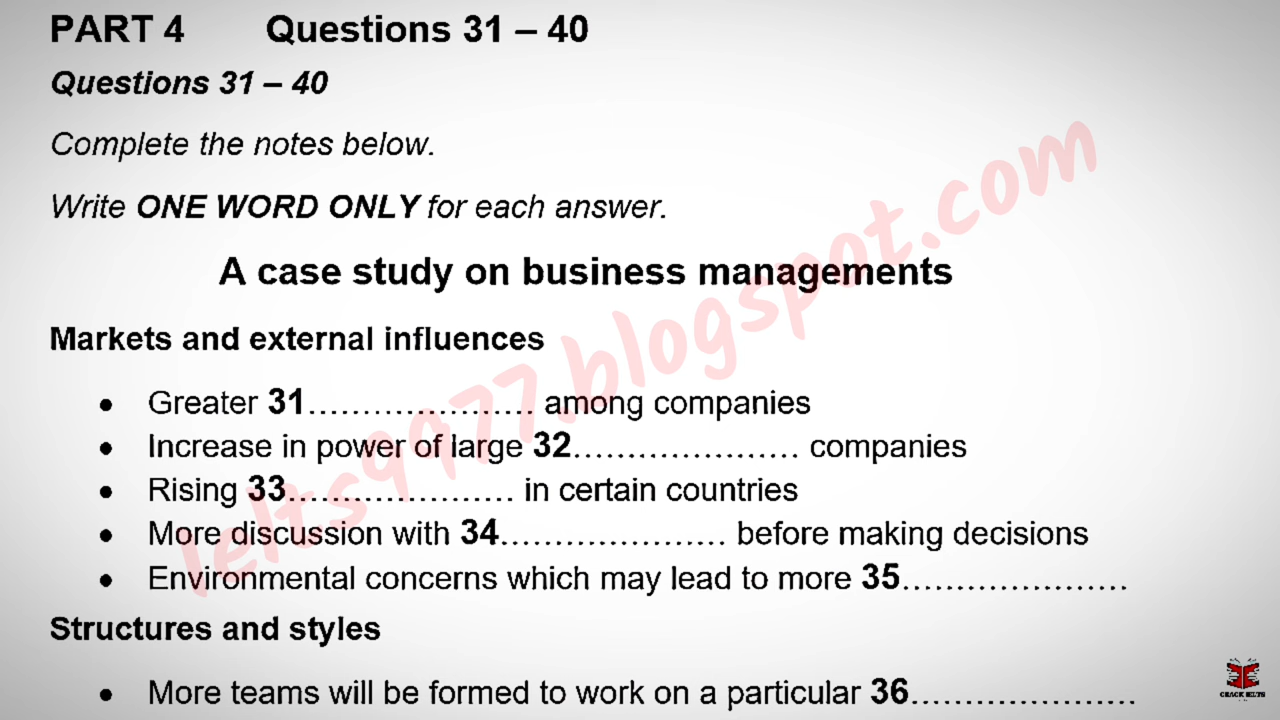 PART 4 Questions 31 – 40
Questions 31 – 40
Complete the notes below.
Write ONE WORD ONLY for each answer.
A case study on business managements
Markets and external influences
• Greater 31..................... among companies
• Increase in power of large 32..................... companies
• Rising 33..................... in certain countries
• More discussion with 34..................... before making decisions
• Environmental concerns which may lead to more 35.....................
Structures and styles
• More teams will be formed to work on a particular 36.....................
Ielts9977.blogspot.com
CRACK IELTS